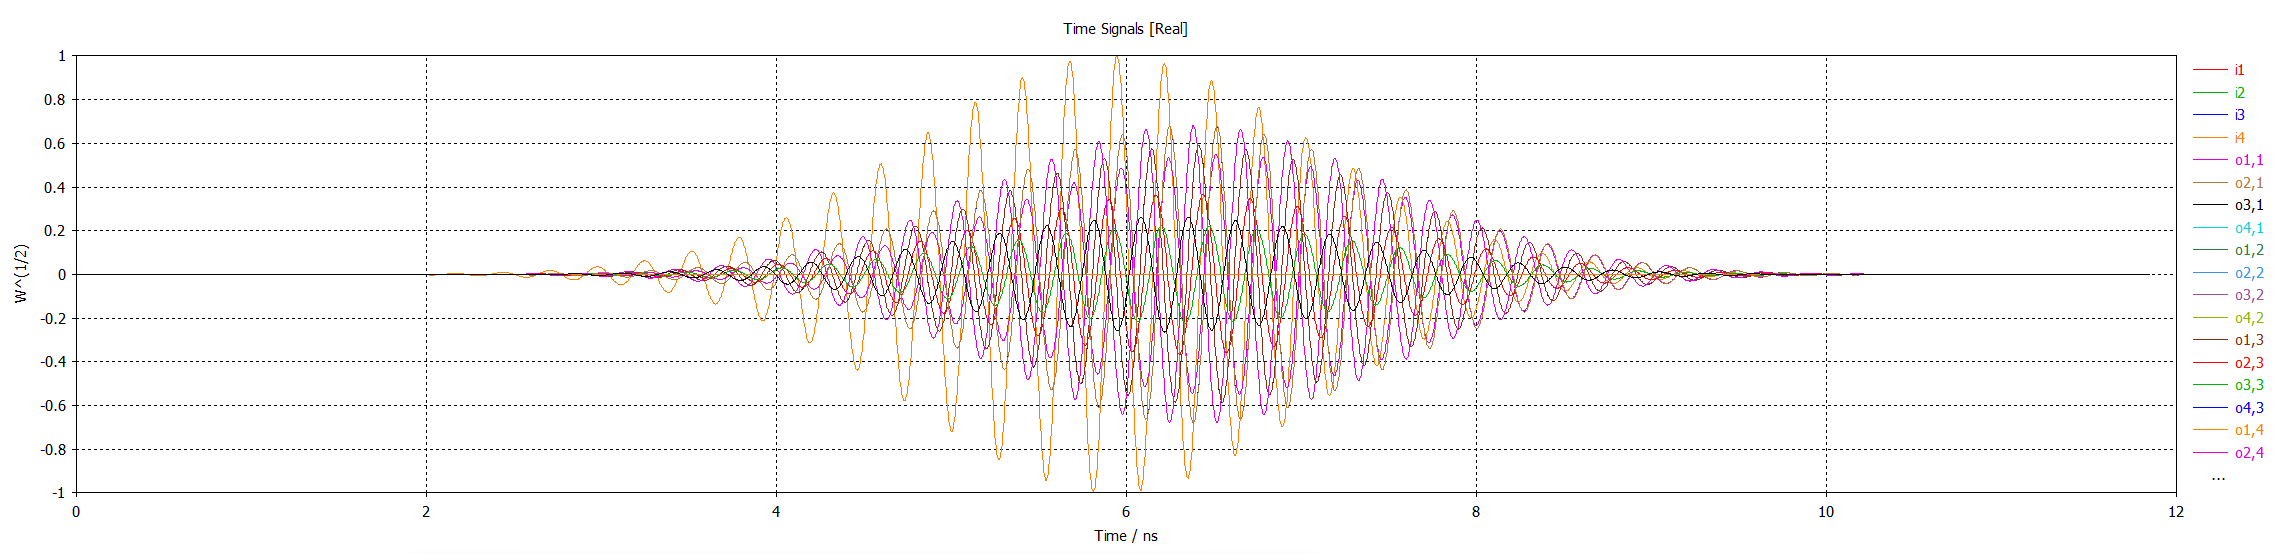 Time Signals [Real]
1
0.8
0.6
0.4
0.2
0
-0.2
-0.4
-0.6
-0.8
-1
W^(1/2)
0
2
4
6
8
10
12
Time / ns
i1
i2
i3
i4
o1,1
o2,1
o3,1
o4,1
o1,2
o2,2
o3,2
o4,2
o1,3
o2,3
o3,3
o4,3
o1,4
o2,4
...